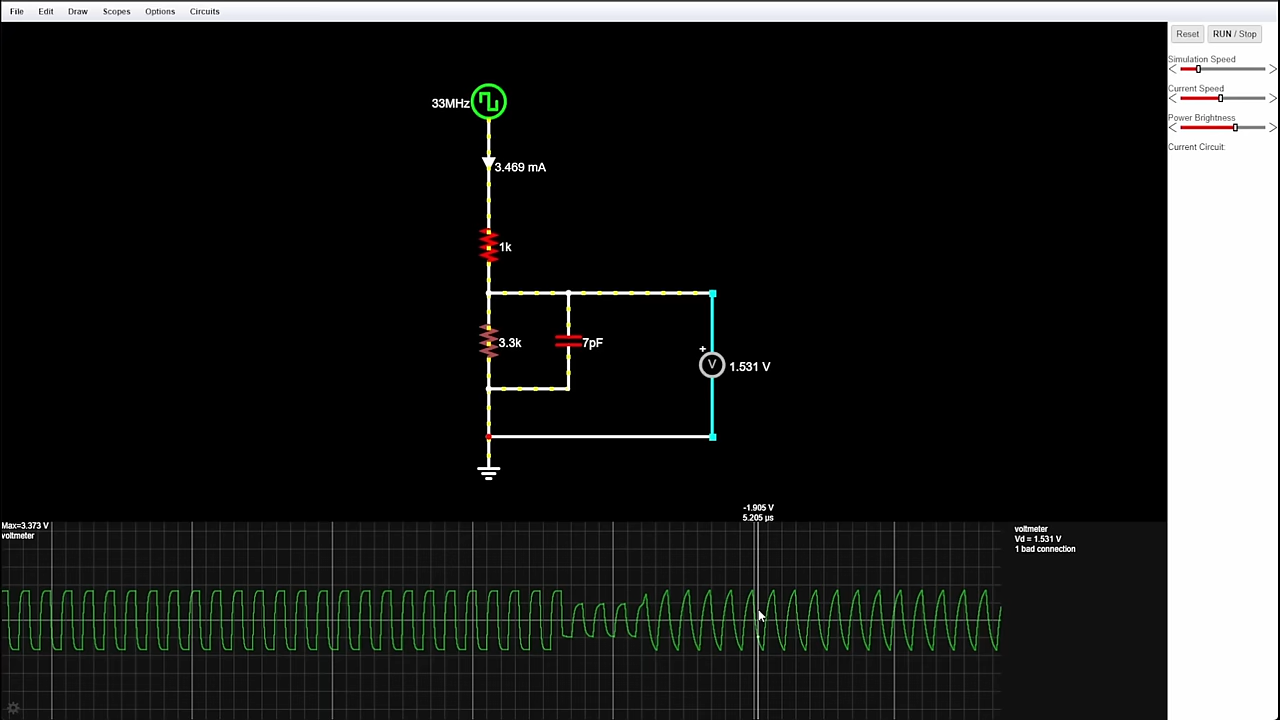 File Edit Draw Scopes Options Circuits
Reset RUN / Stop
Simulation Speed
Current Speed
Power Brightness
Current Circuit:
33MHz
3.469 mA
1k
3.3k
7pF
+
V
1.531 V
-1.905 V
5.205 µs
Max=3.373 V
voltmeter
voltmeter
Vd = 1.531 V
1 bad connection